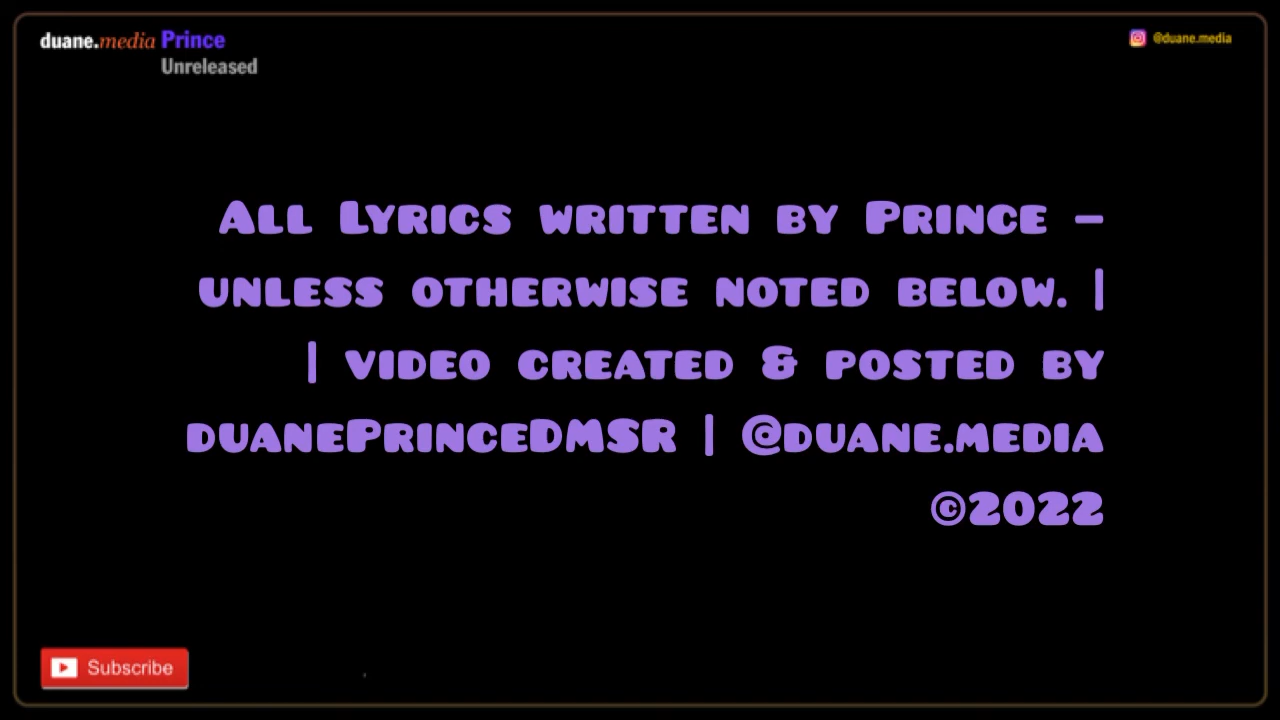 duane.media Prince
Unreleased
@duane.media
All Lyrics written by Prince –
unless otherwise noted below. |
| video created & posted by
duanePrinceDMSR | @duane.media
©2022
Subscribe